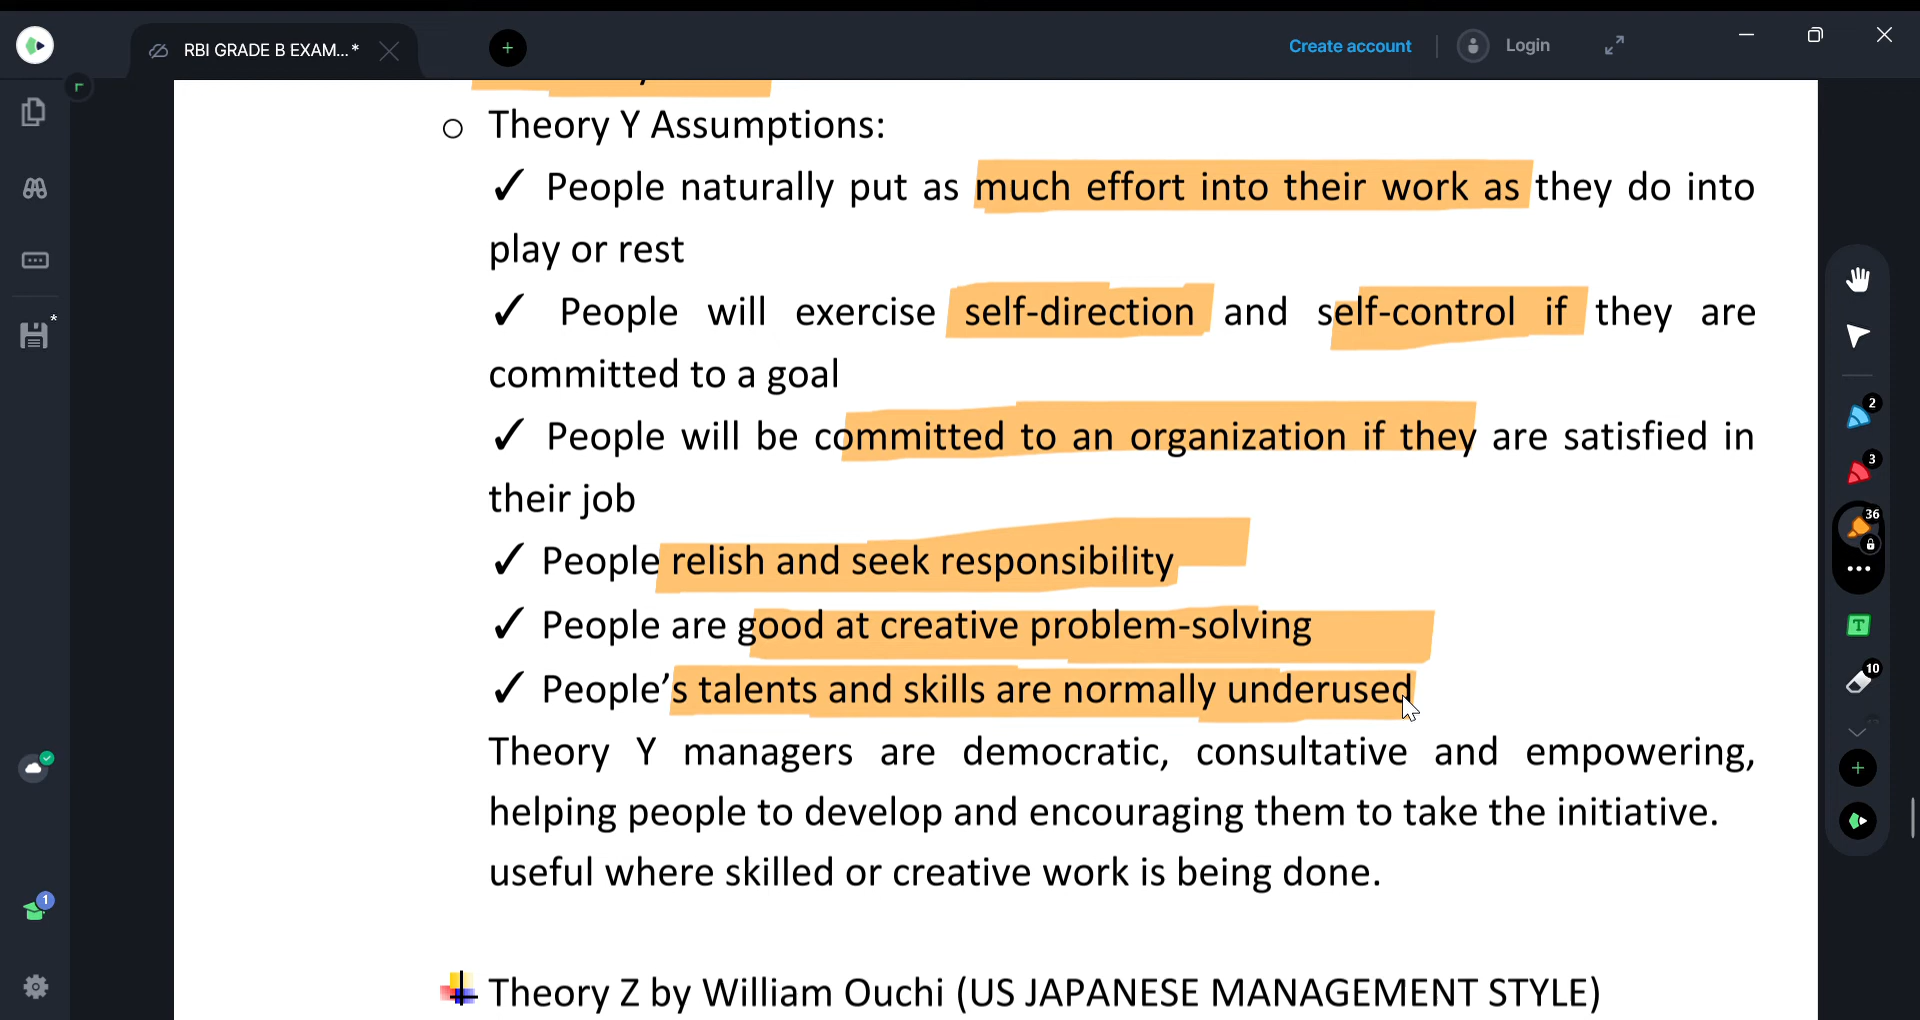 RBI GRADE B EXAM...*
Create account
Login
o Theory Y Assumptions:
✓ People naturally put as much effort into their work as they do into
play or rest
✓ People will exercise self-direction and self-control if they are
committed to a goal
✓ People will be committed to an organization if they are satisfied in
their job
✓ People relish and seek responsibility
✓ People are good at creative problem-solving
✓ People's talents and skills are normally underused
Theory Y managers are democratic, consultative and empowering,
helping people to develop and encouraging them to take the initiative.
useful where skilled or creative work is being done.
Theory Z by William Ouchi (US JAPANESE MANAGEMENT STYLE)
2
3
36
T
10
1